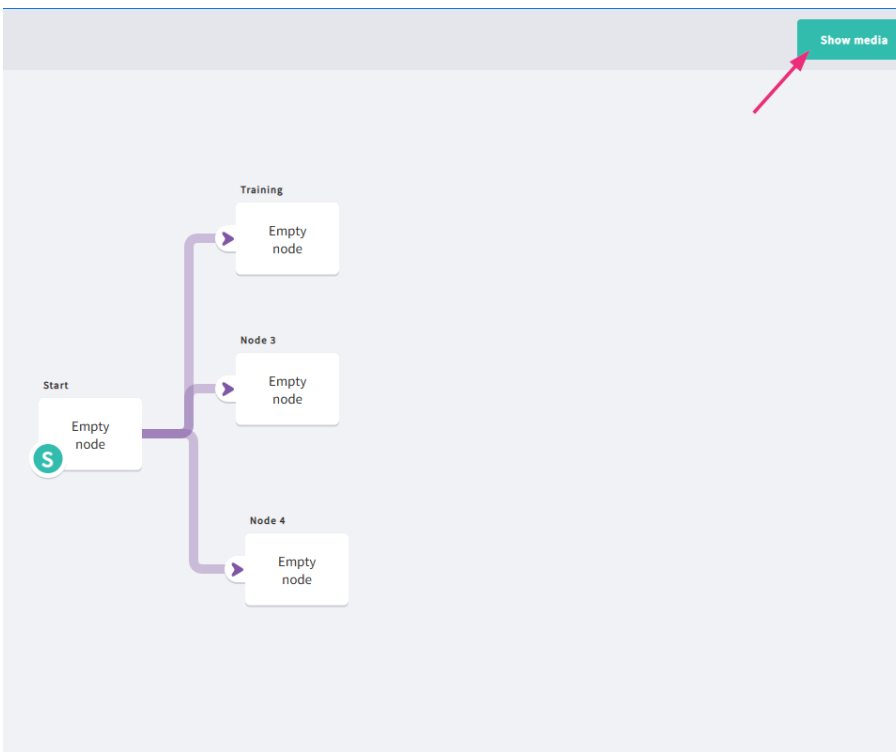 Show media
Training
Empty
node
Node 3
Empty
node
Start
Empty
node
S
Node 4
Empty
node